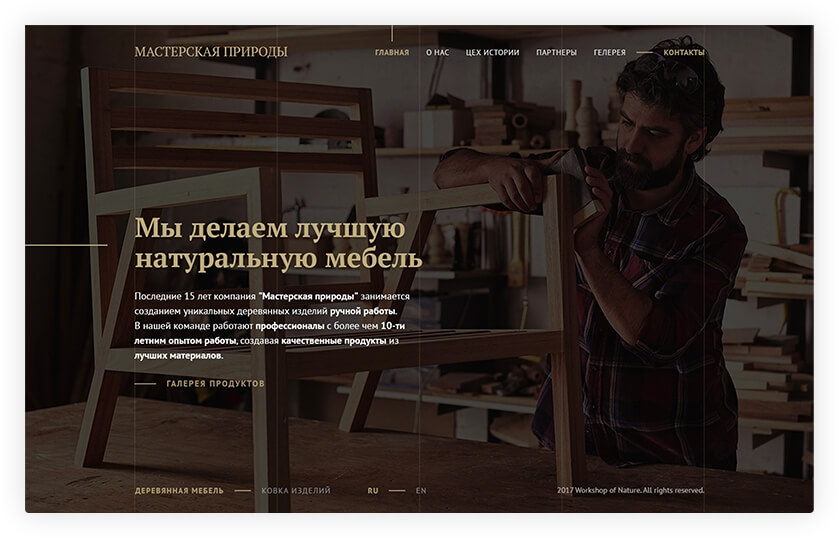 МАСТЕРСКАЯ ПРИРОДЫ
ГЛАВНАЯ О НАС ЦЕХ ИСТОРИИ ПАРТНЕРЫ ГЕЛЕРЕЯ КОНТАКТЫ
Мы делаем лучшую
натуральную мебель
Последние 15 лет компания "Мастерская природы" занимается
созданием уникальных деревянных изделий ручной работы.
В нашей команде работают профессионалы с более чем 10-ти
летним опытом работы, создавая качественные продукты из
лучших материалов.
ГАЛЕРЕЯ ПРОДУКТОВ
ДЕРЕВЯННАЯ МЕБЕЛЬ КОВКА ИЗДЕЛИЙ RU EN 2017 Workshop of Nature. All rights reserved.